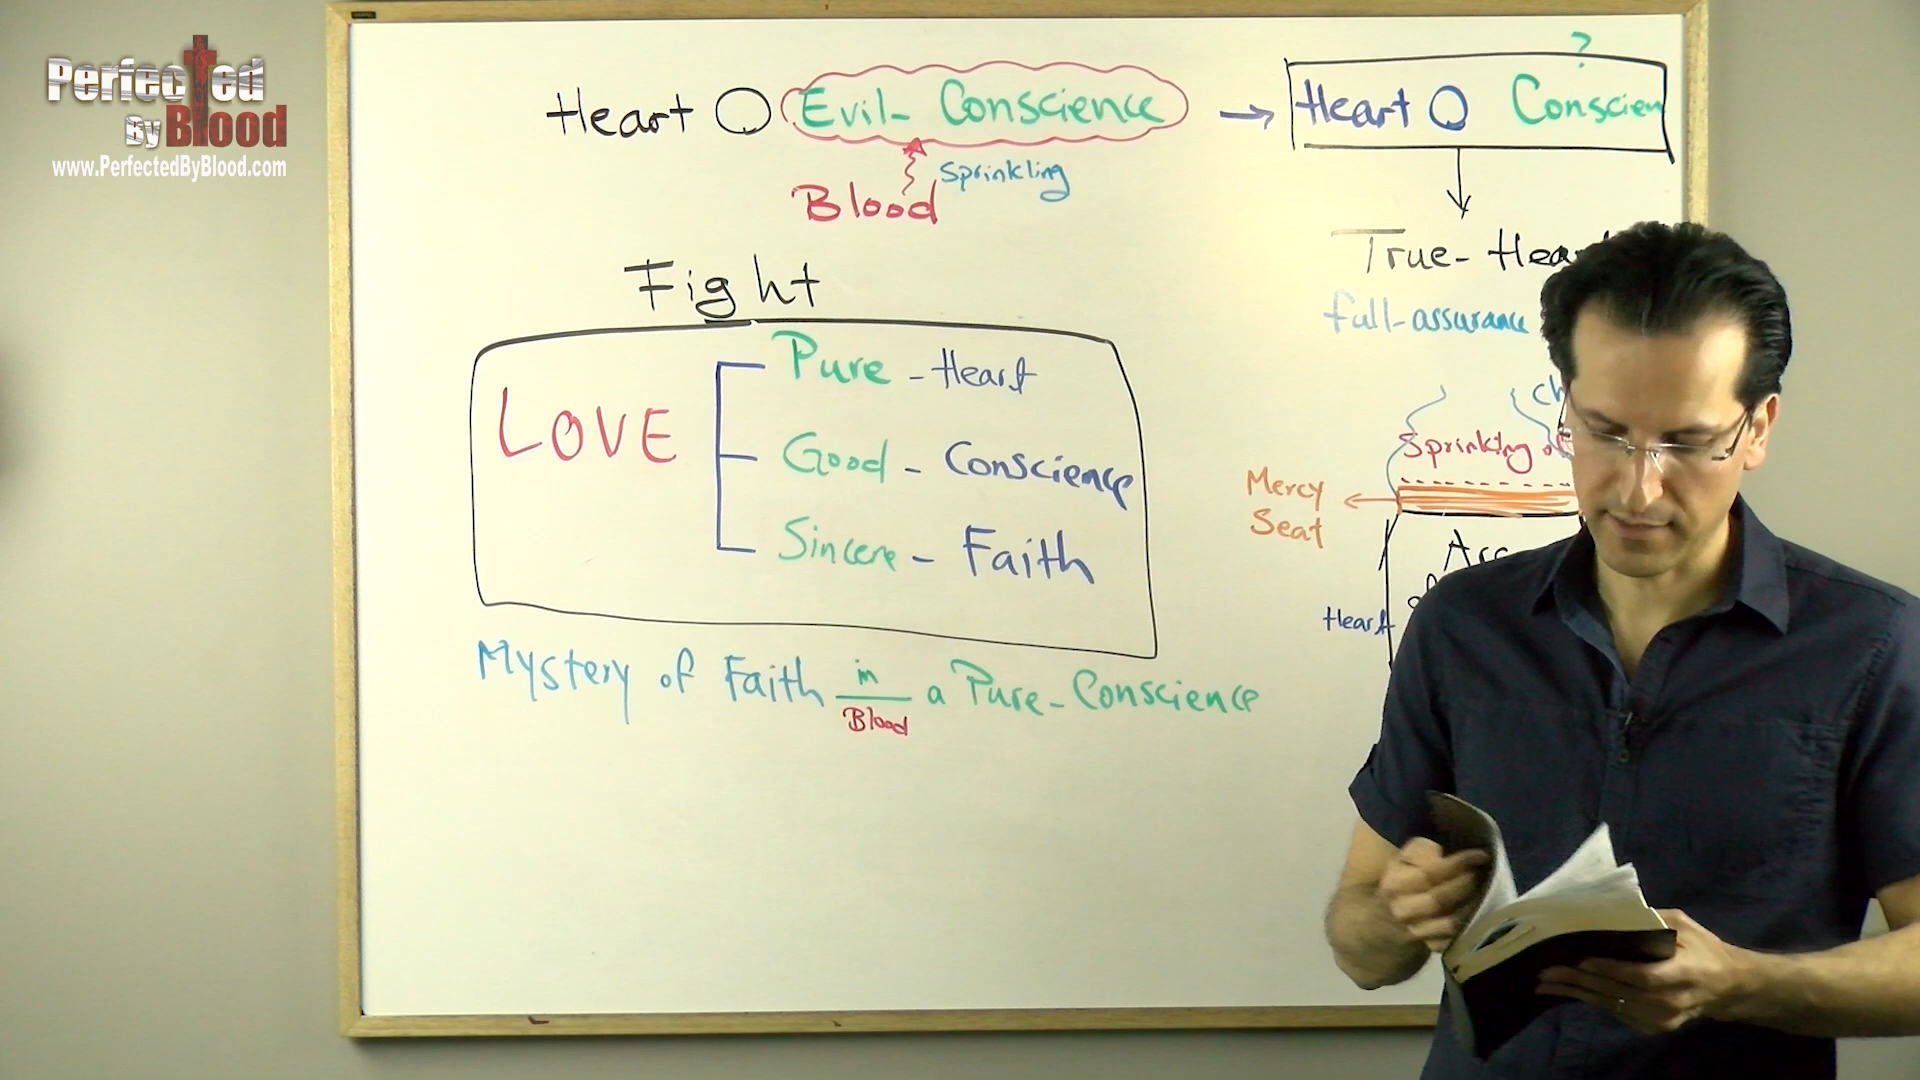 Perfected
By Blood
www.PerfectedByBlood.com
Heart Evil- Conscience → Heart Conscien
?
Sprinkling
Blood
True-
full-assurance
Fight
LOVE
Pure - Heart
Good - Conscience
Sincere - Faith
Sprinkling
Mercy
Seat
Heart
Mystery of Faith in a Pure-Conscience
Blood